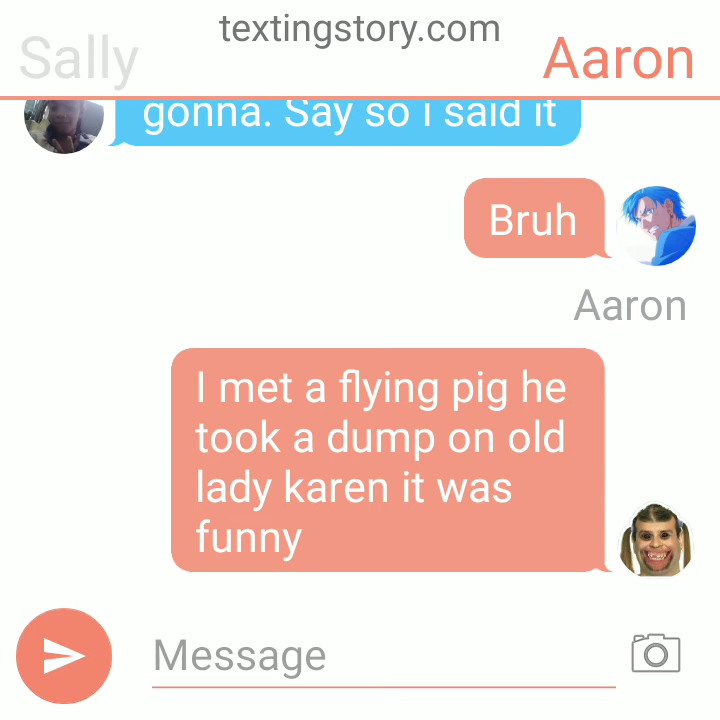 textingstory.com
Sally
Aaron
gonna. Say so i said it
Bruh
Aaron
I met a flying pig he
took a dump on old
lady karen it was
funny
Message